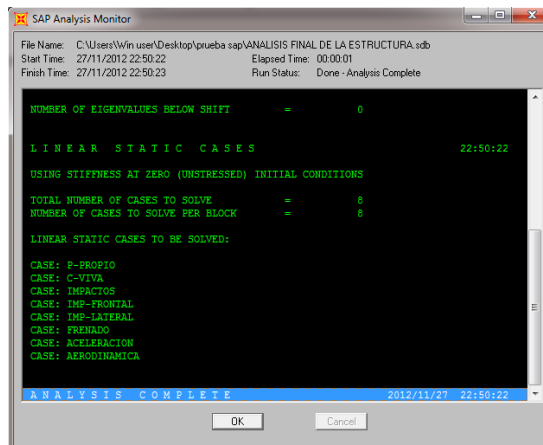 SAP Analysis Monitor
File Name: C:\Users\Win user\Desktop\prueba sap\ANALISIS FINAL DE LA ESTRUCTURA.sdb
Start Time: 27/11/2012 22:50:22 Elapsed Time: 00:00:01
Finish Time: 27/11/2012 22:50:23 Run Status: Done - Analysis Complete
NUMBER OF EIGENVALUES BELOW SHIFT = 0
L I N E A R S T A T I C C A S E S 22:50:22
USING STIFFNESS AT ZERO (UNSTRESSED) INITIAL CONDITIONS
TOTAL NUMBER OF CASES TO SOLVE = 8
NUMBER OF CASES TO SOLVE PER BLOCK = 8
LINEAR STATIC CASES TO BE SOLVED:
CASE: P-PROPIO
CASE: C-VIVA
CASE: IMPACTOS
CASE: IMP-FRONTAL
CASE: IMP-LATERAL
CASE: FRENADO
CASE: ACELERACION
CASE: AERODINAMICA
A N A L Y S I S C O M P L E T E 2012/11/27 22:50:22
OK Cancel